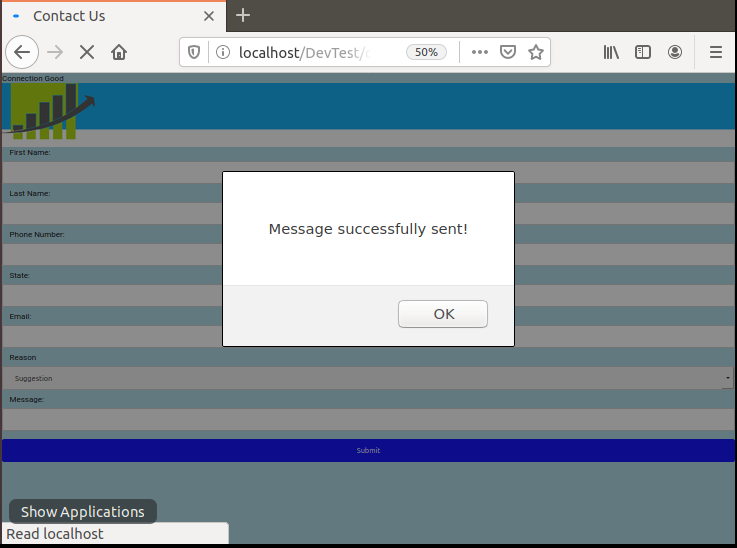 Contact Us
localhost/DevTest/
50%
Connection Good
First Name:
Last Name:
Message successfully sent!
Phone Number:
State:
OK
Email:
Reason
Suggestion
Message:
Submit
Show Applications
Read localhost